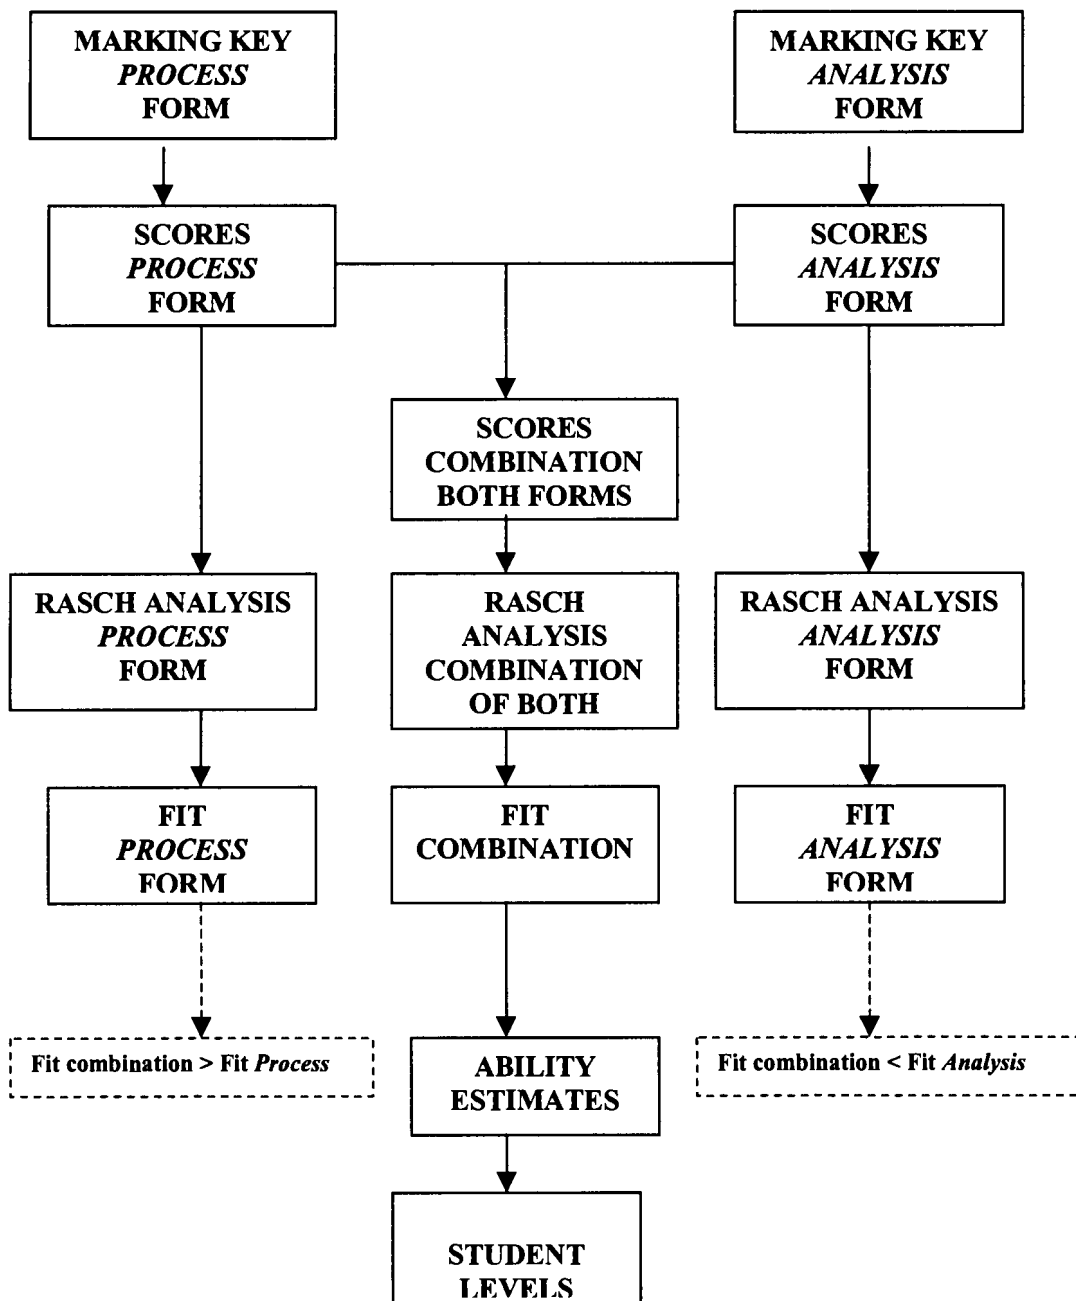 MARKING KEY
PROCESS
FORM
MARKING KEY
ANALYSIS
FORM
SCORES
PROCESS
FORM
SCORES
ANALYSIS
FORM
SCORES
COMBINATION
BOTH FORMS
RASCH ANALYSIS
PROCESS
FORM
RASCH
ANALYSIS
COMBINATION
OF BOTH
RASCH ANALYSIS
ANALYSIS
FORM
FIT
PROCESS
FORM
FIT
COMBINATION
FIT
ANALYSIS
FORM
Fit combination > Fit Process
ABILITY
ESTIMATES
Fit combination < Fit Analysis
STUDENT
LEVELS